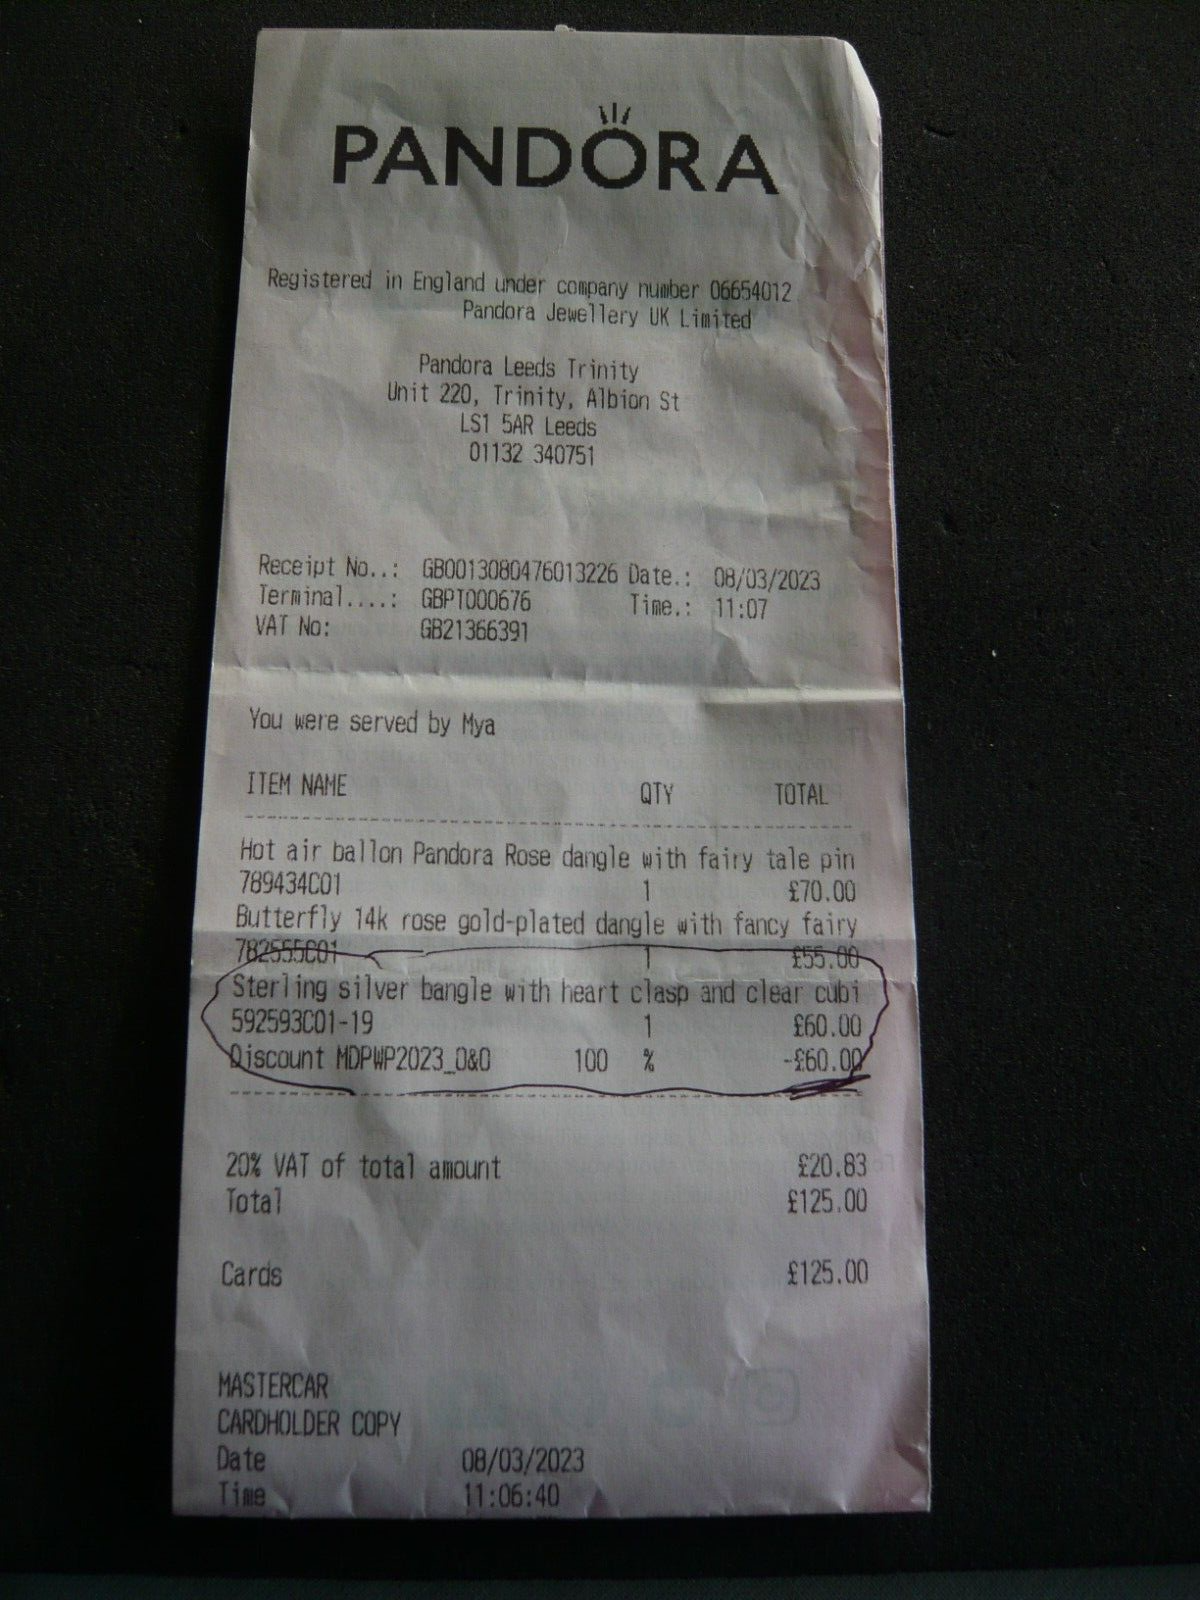 PANDORA
Registered in England under company number 06654012
Pandora Jewellery UK Limited
Pandora Leeds Trinity
Unit 220, Trinity, Albion St
LS1 5AR Leeds
01132 340751
Receipt No..: GB0013080476013226 Date.: 08/03/2023
Terminal....: GBPT000676 Time.: 11:07
VAT No: GB21366391
You were served by Mya
ITEM NAME QTY TOTAL
Hot air ballon Pandora Rose dangle with fairy tale pin
789434C01 1 £70.00
Butterfly 14k rose gold-plated dangle with fancy fairy
782555C01 1 £55.00
Sterling silver bangle with heart clasp and clear cubi
592593C01-19 1 £60.00
Discount MDPWP2023_O&O 100 % -£60.00
20% VAT of total amount £20.83
Total £125.00
Cards £125.00
MASTERCAR
CARDHOLDER COPY
Date 08/03/2023
Time 11:06:40